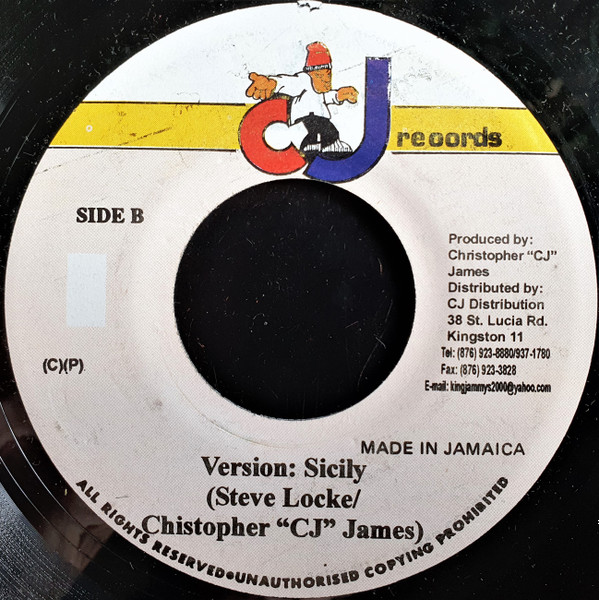 CJ records
SIDE B
Produced by:
Christopher "CJ"
James
Distributed by:
CJ Distribution
38 St. Lucia Rd.
Kingston 11
Tel: (876) 923-8880/937-1780
Fax: (876) 923-3828
E-mail: kingjammys2000@yahoo.com
(C)(P)
MADE IN JAMAICA
Version: Sicily
(Steve Locke/
Chistopher "CJ" James)
ALL RIGHTS RESERVED•UNAUTHORISED COPYING PROHIBITED